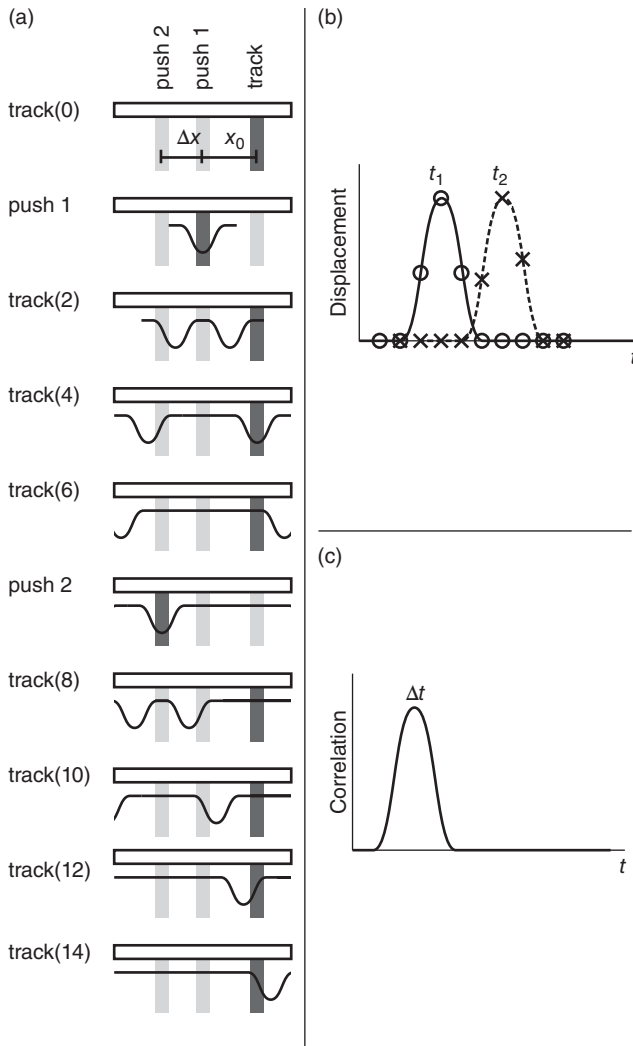 (a)
push 2
push 1
track
track(0)
Δx
x0
push 1
track(2)
track(4)
track(6)
push 2
track(8)
track(10)
track(12)
track(14)
(b)
t1
t2
Displacement
t
(c)
Δt
Correlation
t